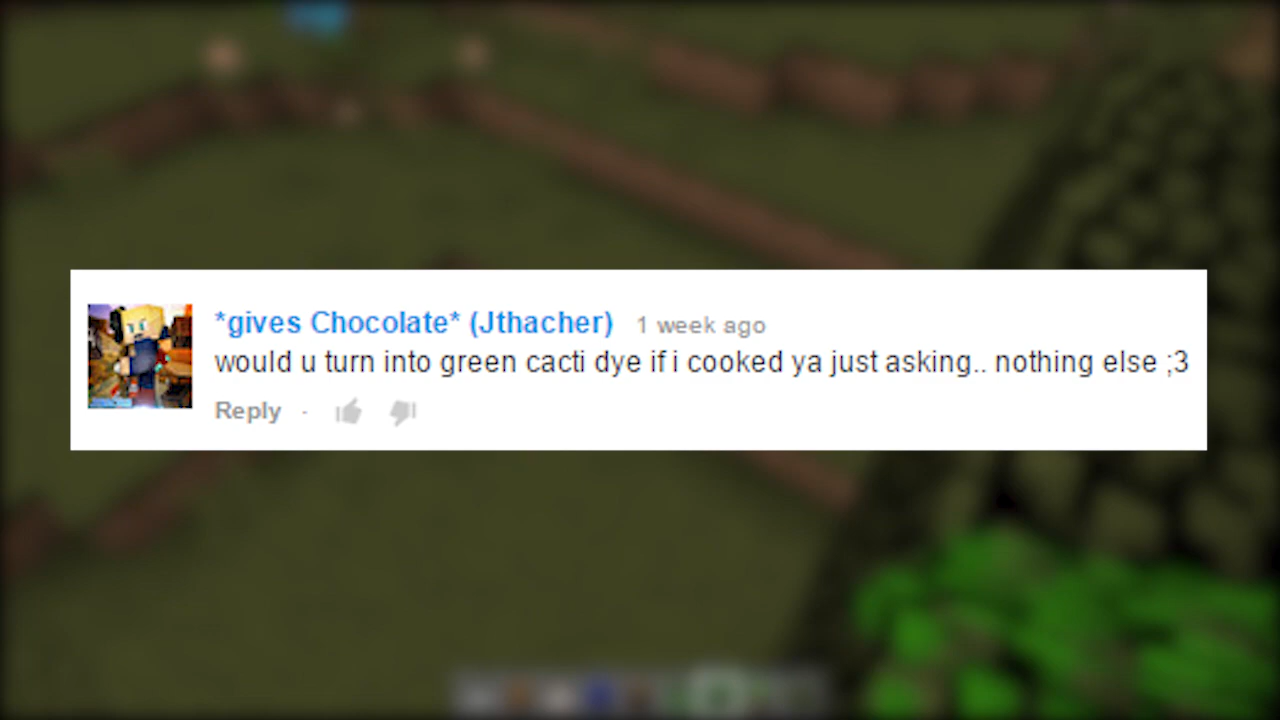 *gives Chocolate* (Jthacher) 1 week ago
would u turn into green cacti dye if i cooked ya just asking.. nothing else ;3
Reply ·